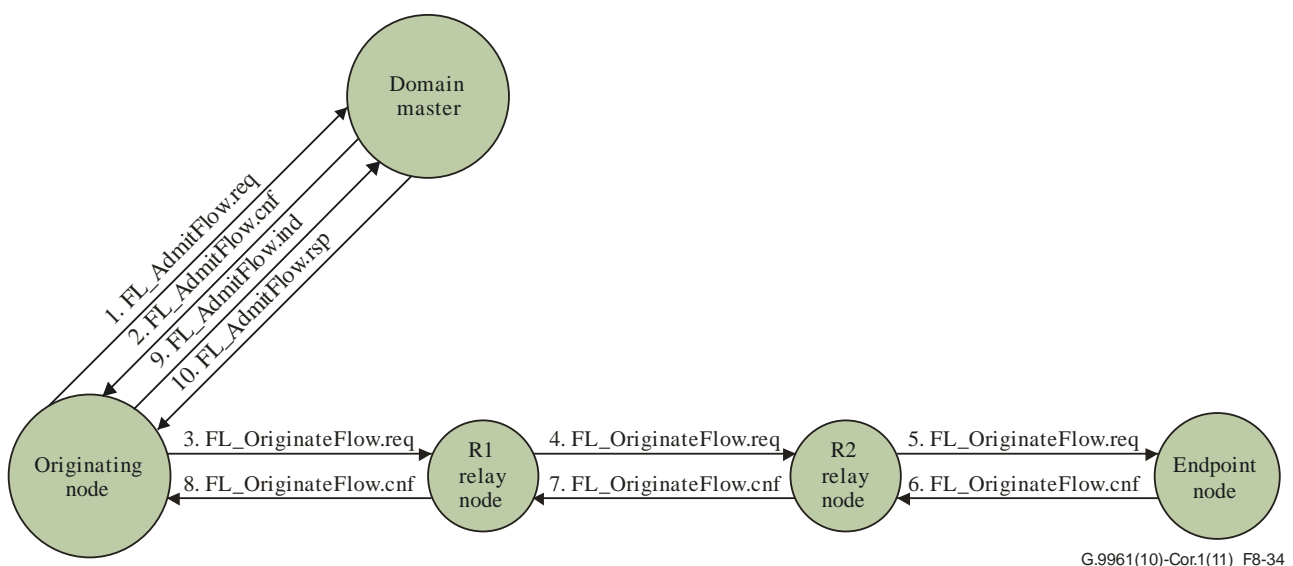 Domain
master
1. FL_AdmitFlow.req
2. FL_AdmitFlow.cnf
9. FL_AdmitFlow.ind
10. FL_AdmitFlow.rsp
Originating
node
3. FL_OriginateFlow.req
8. FL_OriginateFlow.cnf
R1
relay
node
4. FL_OriginateFlow.req
7. FL_OriginateFlow.cnf
R2
relay
node
5. FL_OriginateFlow.req
6. FL_OriginateFlow.cnf
Endpoint
node
G.9961(10)-Cor.1(11) F8-34